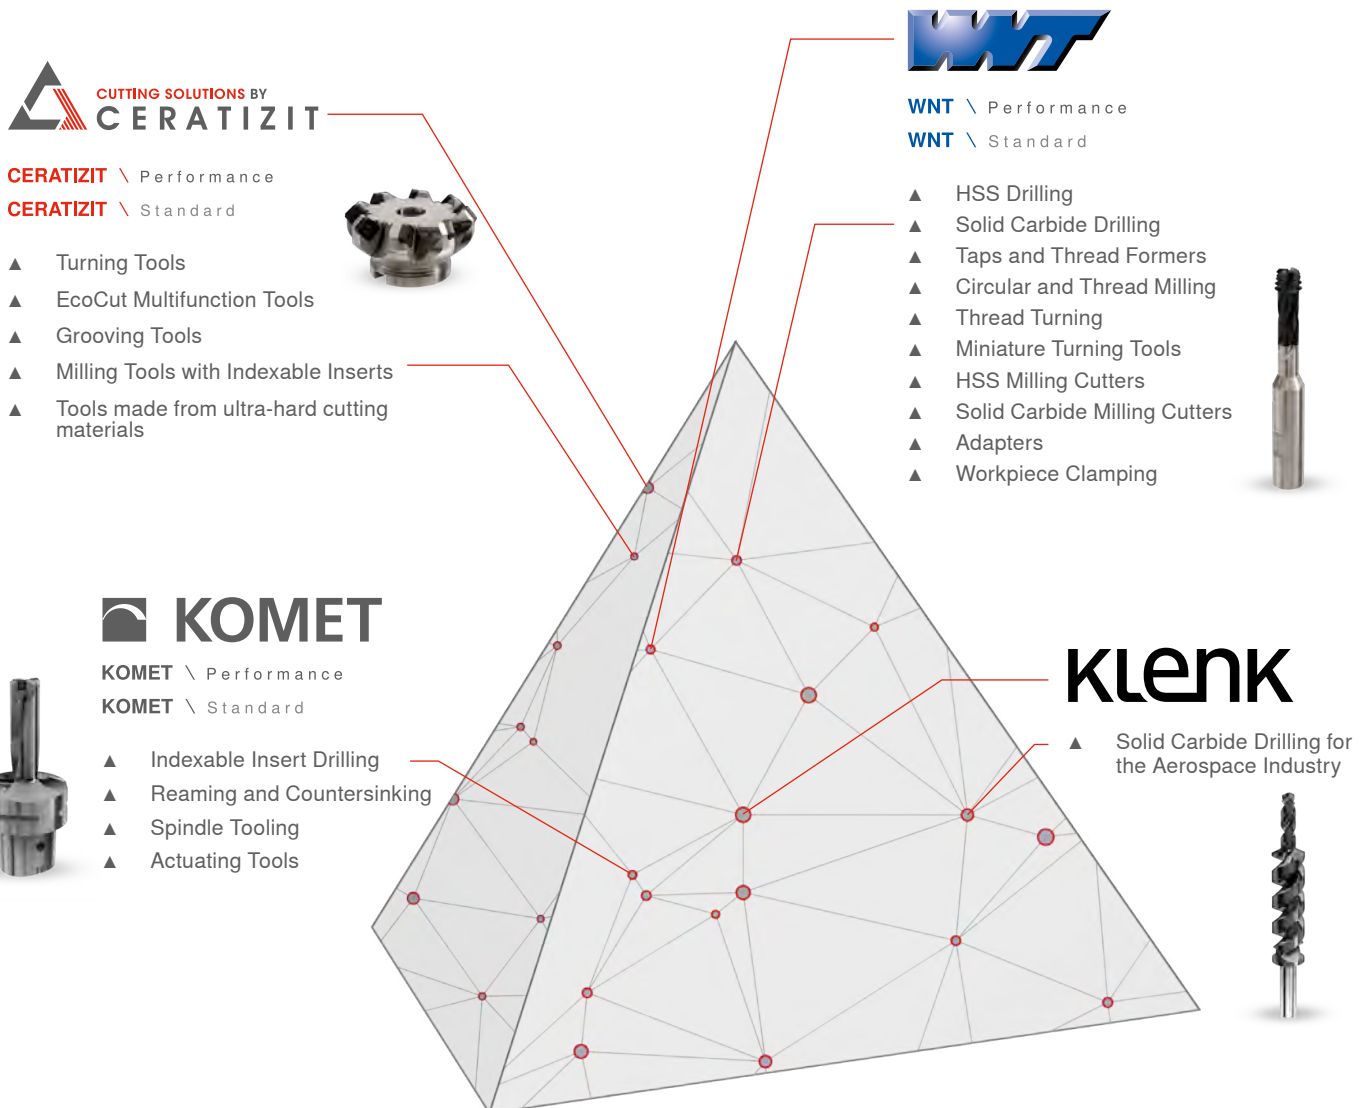 CUTTING SOLUTIONS BY
CERATIZIT
CERATIZIT \ Performance
CERATIZIT \ Standard
▲ Turning Tools
▲ EcoCut Multifunction Tools
▲ Grooving Tools
▲ Milling Tools with Indexable Inserts
▲ Tools made from ultra-hard cutting
materials
WNT
WNT \ Performance
WNT \ Standard
▲ HSS Drilling
▲ Solid Carbide Drilling
▲ Taps and Thread Formers
▲ Circular and Thread Milling
▲ Thread Turning
▲ Miniature Turning Tools
▲ HSS Milling Cutters
▲ Solid Carbide Milling Cutters
▲ Adapters
▲ Workpiece Clamping
KOMET
KOMET \ Performance
KOMET \ Standard
▲ Indexable Insert Drilling
▲ Reaming and Countersinking
▲ Spindle Tooling
▲ Actuating Tools
KLenK
▲ Solid Carbide Drilling for
the Aerospace Industry